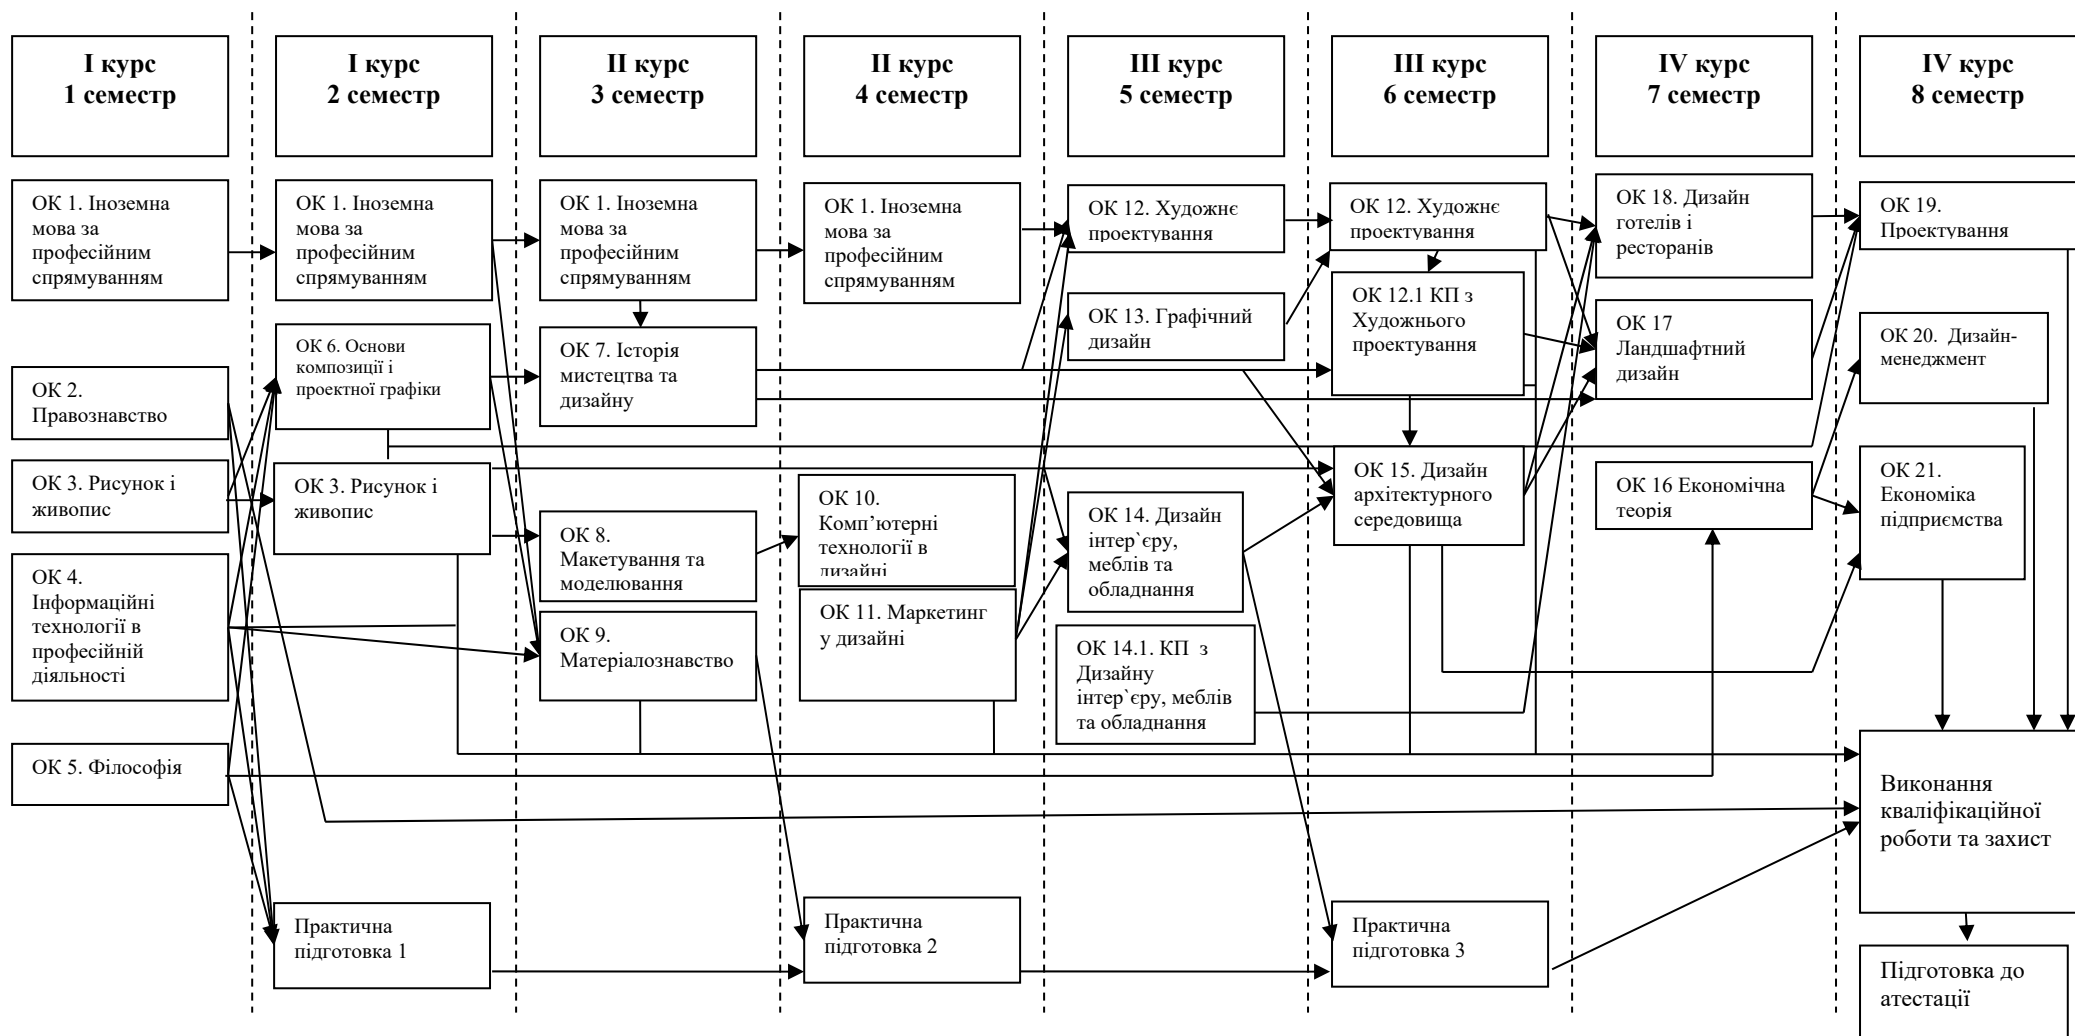 І курс
1 семестр
І курс
2 семестр
ІІ курс
3 семестр
ІІ курс
4 семестр
ІІІ курс
5 семестр
ІІІ курс
6 семестр
IV курс
7 семестр
IV курс
8 семестр
ОК 1. Іноземна
мова за
професійним
спрямуванням
ОК 2.
Правознавство
ОК 3. Рисунок і
живопис
ОК 4.
Інформаційні
технології в
професійній
діяльності
ОК 5. Філософія
ОК 1. Іноземна
мова за
професійним
спрямуванням
ОК 6. Основи
композиції і
проектної графіки
ОК 3. Рисунок і
живопис
Практична
підготовка 1
ОК 1. Іноземна
мова за
професійним
спрямуванням
ОК 7. Історія
мистецтва та
дизайну
ОК 8.
Макетування та
моделювання
ОК 9.
Матеріалознавство
ОК 1. Іноземна
мова за
професійним
спрямуванням
ОК 10.
Комп’ютерні
технології в
дизайні
ОК 11. Маркетинг
у дизайні
Практична
підготовка 2
ОК 12. Художнє
проектування
ОК 13. Графічний
дизайн
ОК 14. Дизайн
інтер`єру,
меблів та
обладнання
ОК 14.1. КП з
Дизайну
інтер`єру, меблів
та обладнання
ОК 12. Художнє
проектування
ОК 12.1 КП з
Художнього
проектування
ОК 15. Дизайн
архітектурного
середовища
Практична
підготовка 3
ОК 18. Дизайн
готелів і
ресторанів
ОК 17
Ландшафтний
дизайн
ОК 16 Економічна
теорія
ОК 19.
Проектування
ОК 20. Дизайн-
менеджмент
ОК 21.
Економіка
підприємства
Виконання
кваліфікаційної
роботи та захист
Підготовка до
атестації